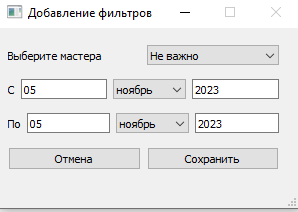 Добавление фильтров
Выберите мастера Не важно
С 05 ноябрь 2023
По 05 ноябрь 2023
Отмена Сохранить